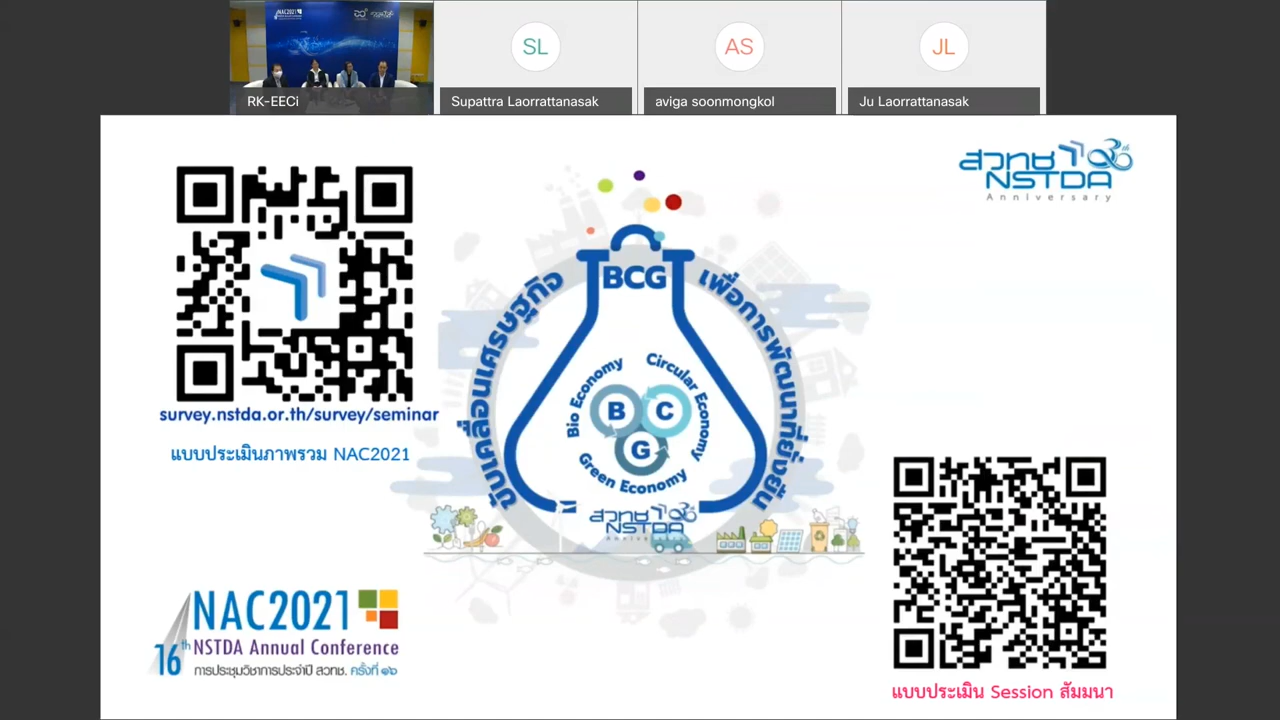 NAC2021
RK-EECi
SL
Supattra Laorrattanasak
AS
aviga soonmongkol
JL
Ju Laorrattanasak
สวทช
NSTDA
Anniversary
survey.nstda.or.th/survey/seminar
แบบประเมินภาพรวม NAC2021
ขับเคลื่อนเศรษฐกิจ
BCG
เพื่อการพัฒนาที่ยั่งยืน
Bio Economy
Circular Economy
Green Economy
B
C
G
สวทช
NSTDA
NAC2021
16th NSTDA Annual Conference
การประชุมวิชาการประจำปี สวทช. ครั้งที่ ๑๖
แบบประเมิน Session สัมมนา